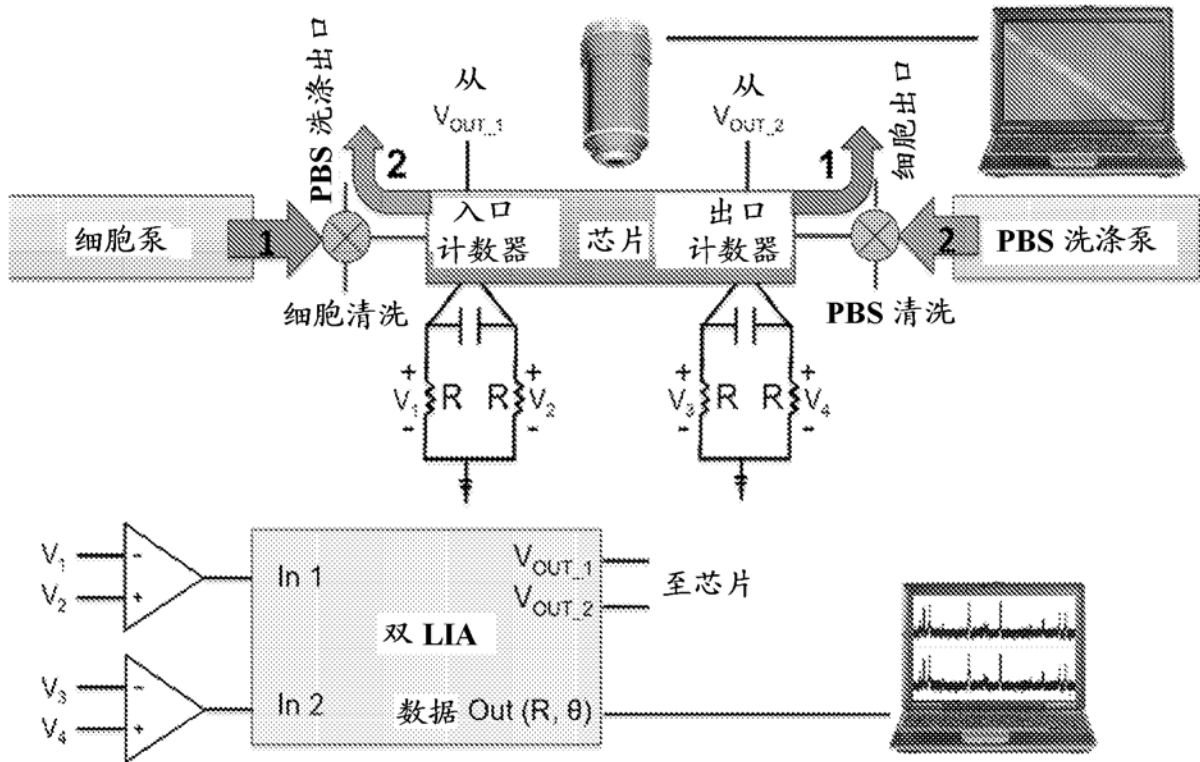 PBS 洗涤出口
从
V_OUT_1
从
V_OUT_2
细胞出口
2
1
细胞泵
1
入口
计数器
芯片
出口
计数器
2
PBS 洗涤泵
细胞清洗
PBS 清洗
+
V₁
R
-
R
+
V₂
-
+
V₃
R
-
R
+
V₄
-
V₁
-
V₂
+
In 1
V_OUT_1
V_OUT_2
至芯片
双 LIA
V₃
-
V₄
+
In 2
数据 Out (R, θ)